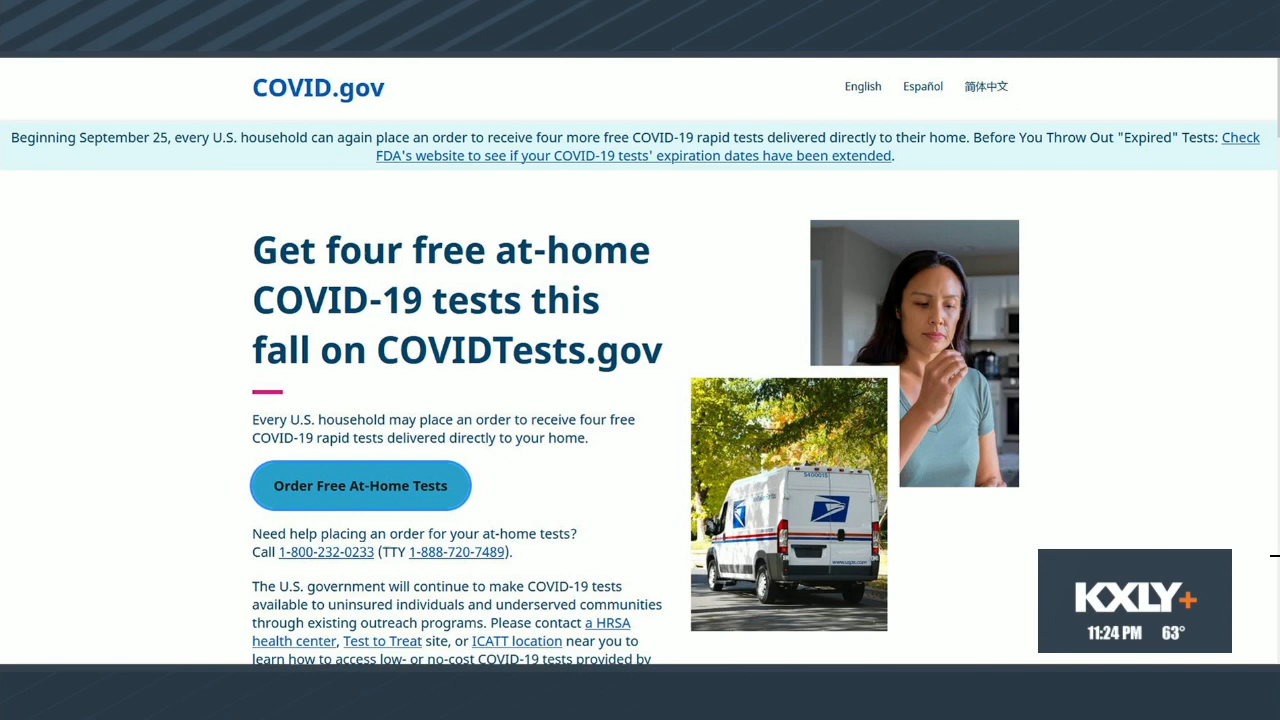 COVID.gov
English Español 简体中文
Beginning September 25, every U.S. household can again place an order to receive four more free COVID-19 rapid tests delivered directly to their home. Before You Throw Out "Expired" Tests: Check
FDA's website to see if your COVID-19 tests' expiration dates have been extended.
Get four free at-home
COVID-19 tests this
fall on COVIDTests.gov
Every U.S. household may place an order to receive four free
COVID-19 rapid tests delivered directly to your home.
Order Free At-Home Tests
Need help placing an order for your at-home tests?
Call 1-800-232-0233 (TTY 1-888-720-7489).
The U.S. government will continue to make COVID-19 tests
available to uninsured individuals and underserved communities
through existing outreach programs. Please contact a HRSA
health center, Test to Treat site, or ICATT location near you to
learn how to access low- or no-cost COVID-19 tests provided by
www.usps.com
KXLY+
11:24 PM 63°